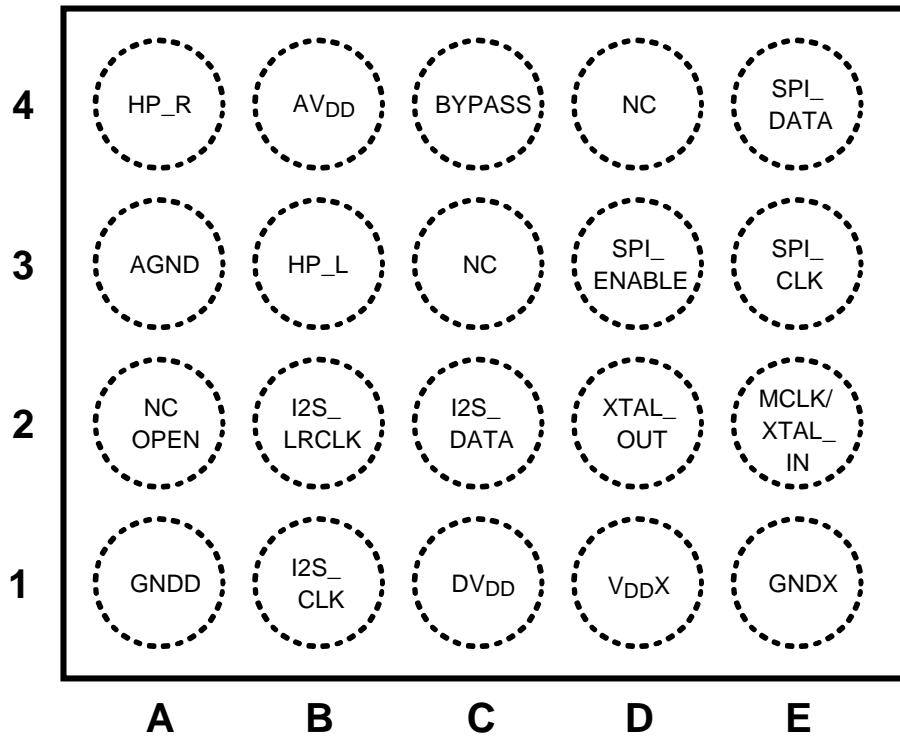 4
HP_R
AVDD
BYPASS
NC
SPI_
DATA
3
AGND
HP_L
NC
SPI_
ENABLE
SPI_
CLK
2
NC
OPEN
I2S_
LRCLK
I2S_
DATA
XTAL_
OUT
MCLK/
XTAL_
IN
1
GNDD
I2S_
CLK
DVDD
VDDX
GNDX
A B C D E